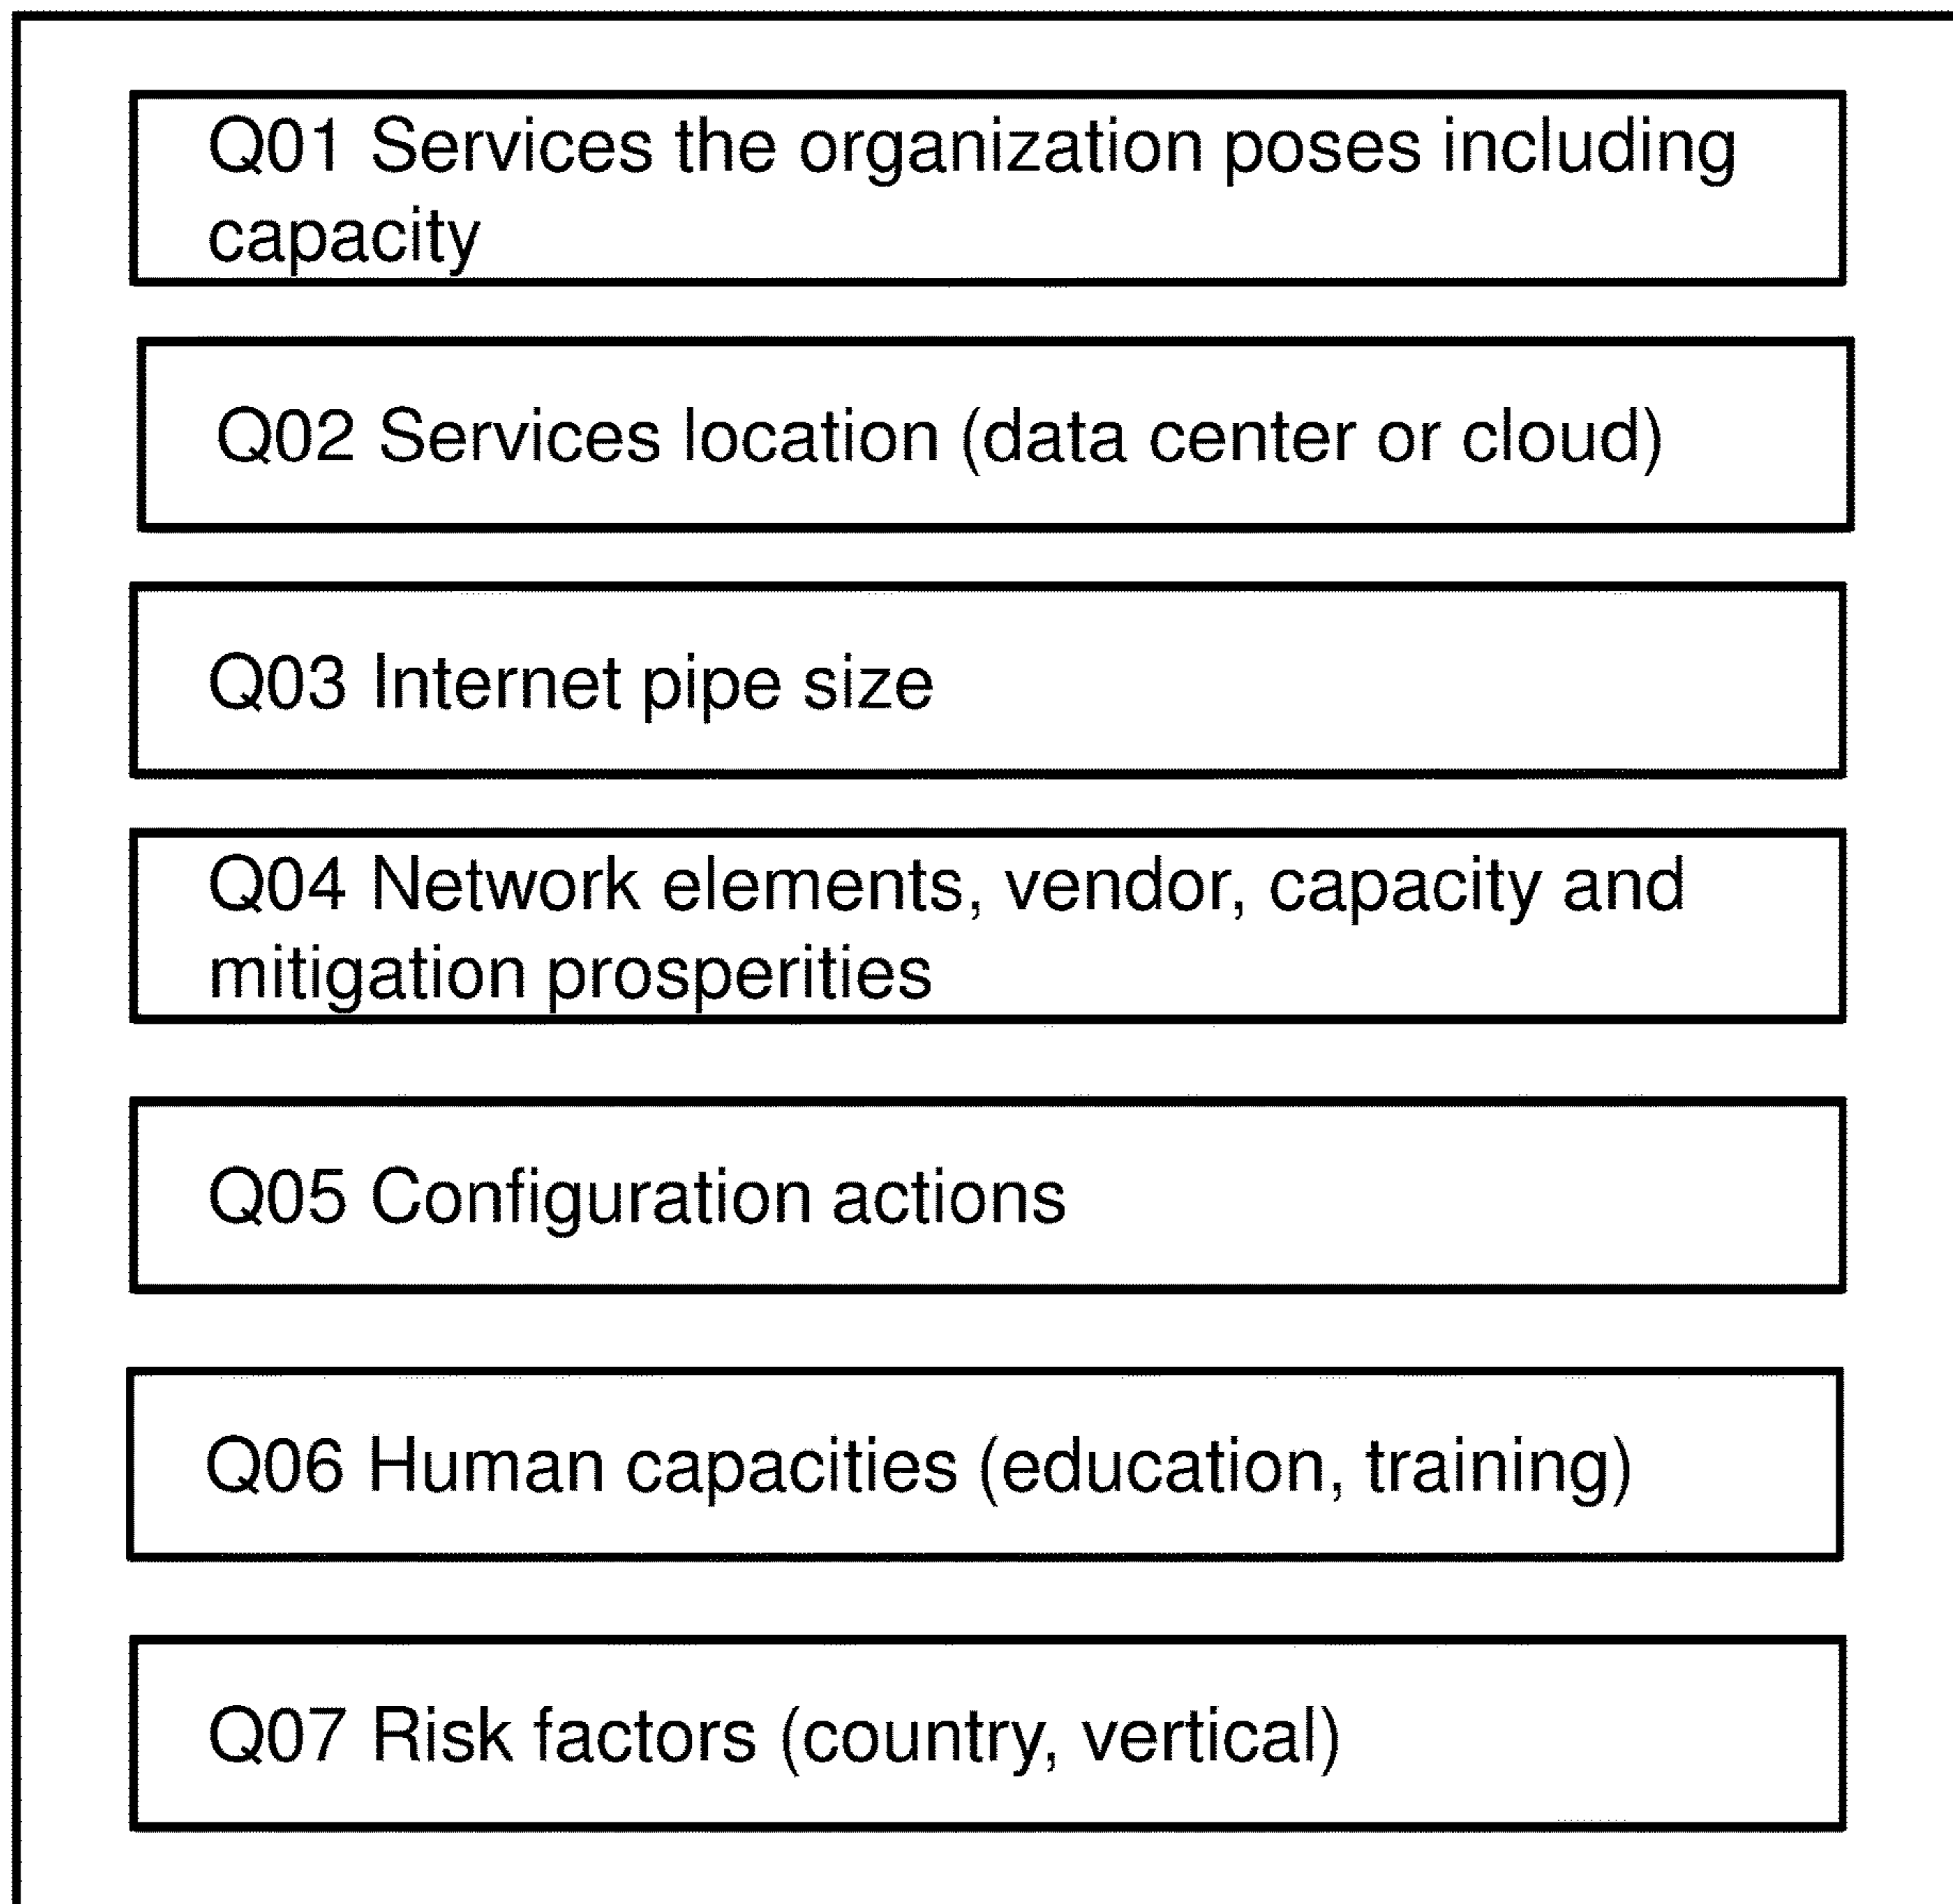 Q01 Services the organization poses including
capacity
Q02 Services location (data center or cloud)
Q03 Internet pipe size
Q04 Network elements, vendor, capacity and
mitigation prosperities
Q05 Configuration actions
Q06 Human capacities (education, training)
Q07 Risk factors (country, vertical)